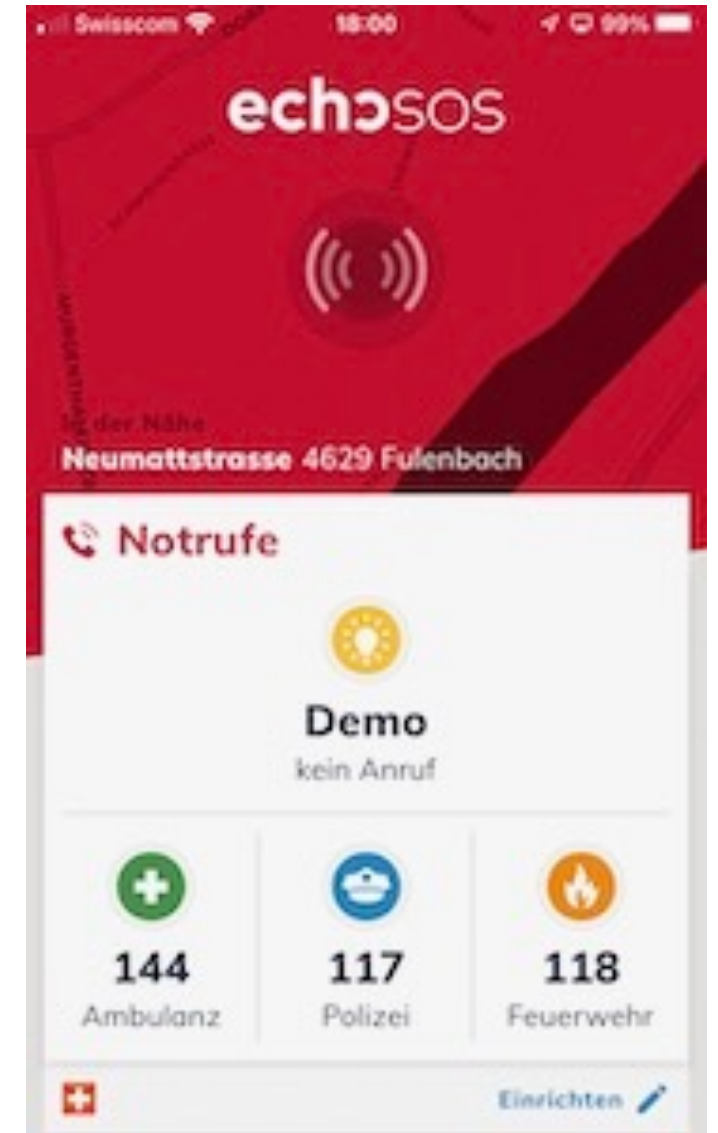 Swisscom 18:00 99%
echosos
In der Nähe
Neumattstrasse 4629 Fulenbach
Notrufe
Demo
kein Anruf
144 117 118
Ambulanz Polizei Feuerwehr
Einrichten